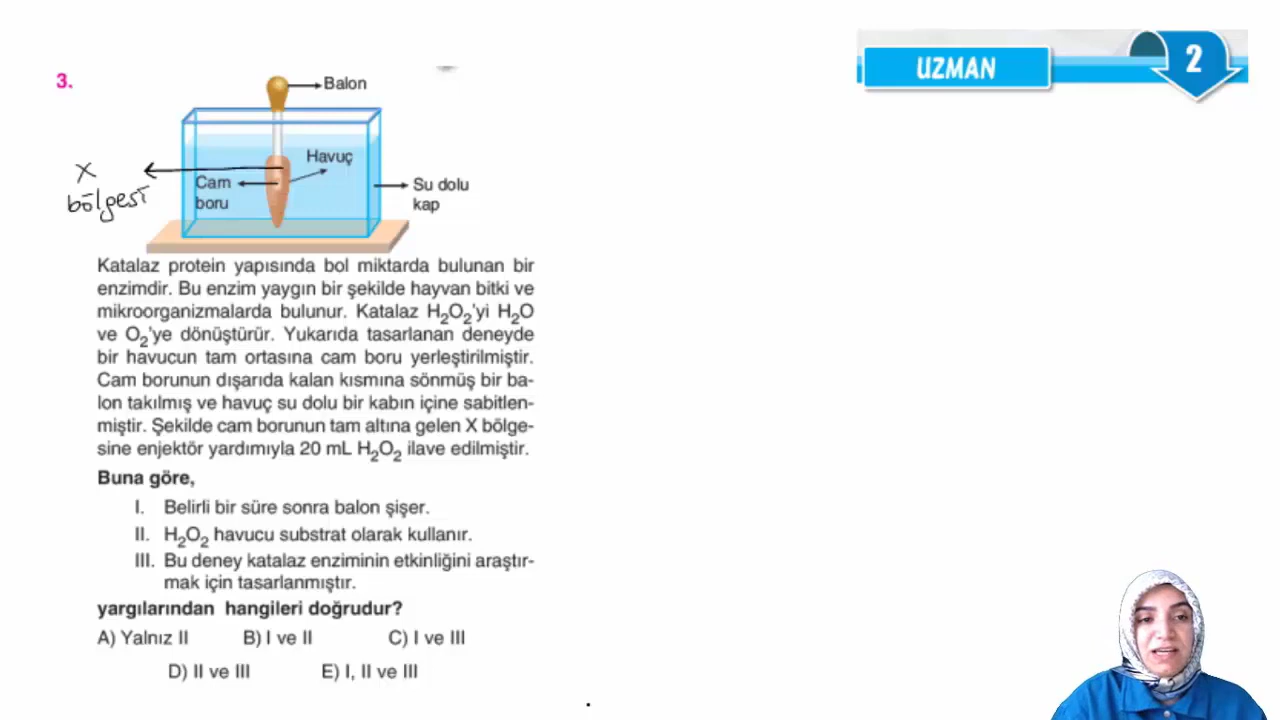 UZMAN
2
3.
Balon
Havuç
X
bölgesi
Cam
boru
Su dolu
kap
Katalaz protein yapısında bol miktarda bulunan bir
enzimdir. Bu enzim yaygın bir şekilde hayvan bitki ve
mikroorganizmalarda bulunur. Katalaz H₂O₂'yi H₂O
ve O₂'ye dönüştürür. Yukarıda tasarlanan deneyde
bir havucun tam ortasına cam boru yerleştirilmiştir.
Cam borunun dışarıda kalan kısmına sönmüş bir ba-
lon takılmış ve havuç su dolu bir kabın içine sabitlen-
miştir. Şekilde cam borunun tam altına gelen X bölge-
sine enjektör yardımıyla 20 mL H₂O₂ ilave edilmiştir.
Buna göre,
I. Belirli bir süre sonra balon şişer.
II. H₂O₂ havucu substrat olarak kullanır.
III. Bu deney katalaz enziminin etkinliğini araştır-
mak için tasarlanmıştır.
yargılarından hangileri doğrudur?
A) Yalnız II B) I ve II C) I ve III
D) II ve III E) I, II ve III